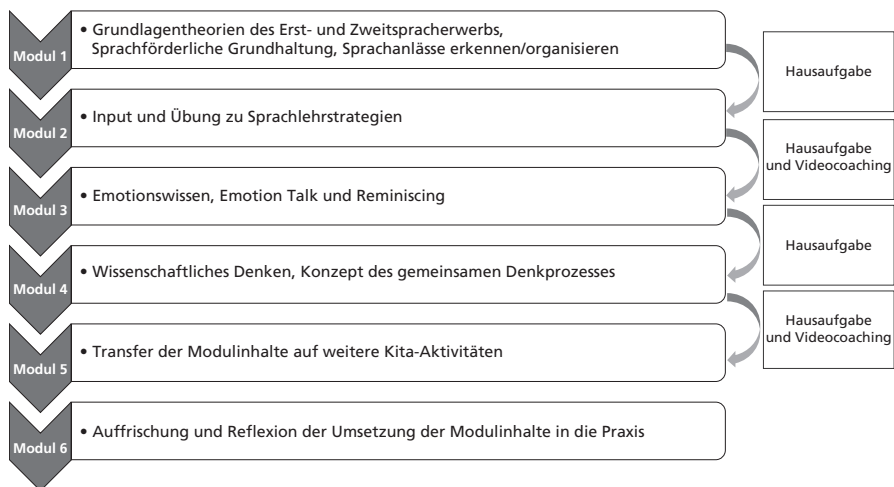 Modul 1
• Grundlagentheorien des Erst- und Zweitspracherwerbs,
Sprachförderliche Grundhaltung, Sprachanlässe erkennen/organisieren
Hausaufgabe
Modul 2
• Input und Übung zu Sprachlehrstrategien
Hausaufgabe
und Videocoaching
Modul 3
• Emotionswissen, Emotion Talk und Reminiscing
Hausaufgabe
Modul 4
• Wissenschaftliches Denken, Konzept des gemeinsamen Denkprozesses
Hausaufgabe
und Videocoaching
Modul 5
• Transfer der Modulinhalte auf weitere Kita-Aktivitäten
Modul 6
• Auffrischung und Reflexion der Umsetzung der Modulinhalte in die Praxis